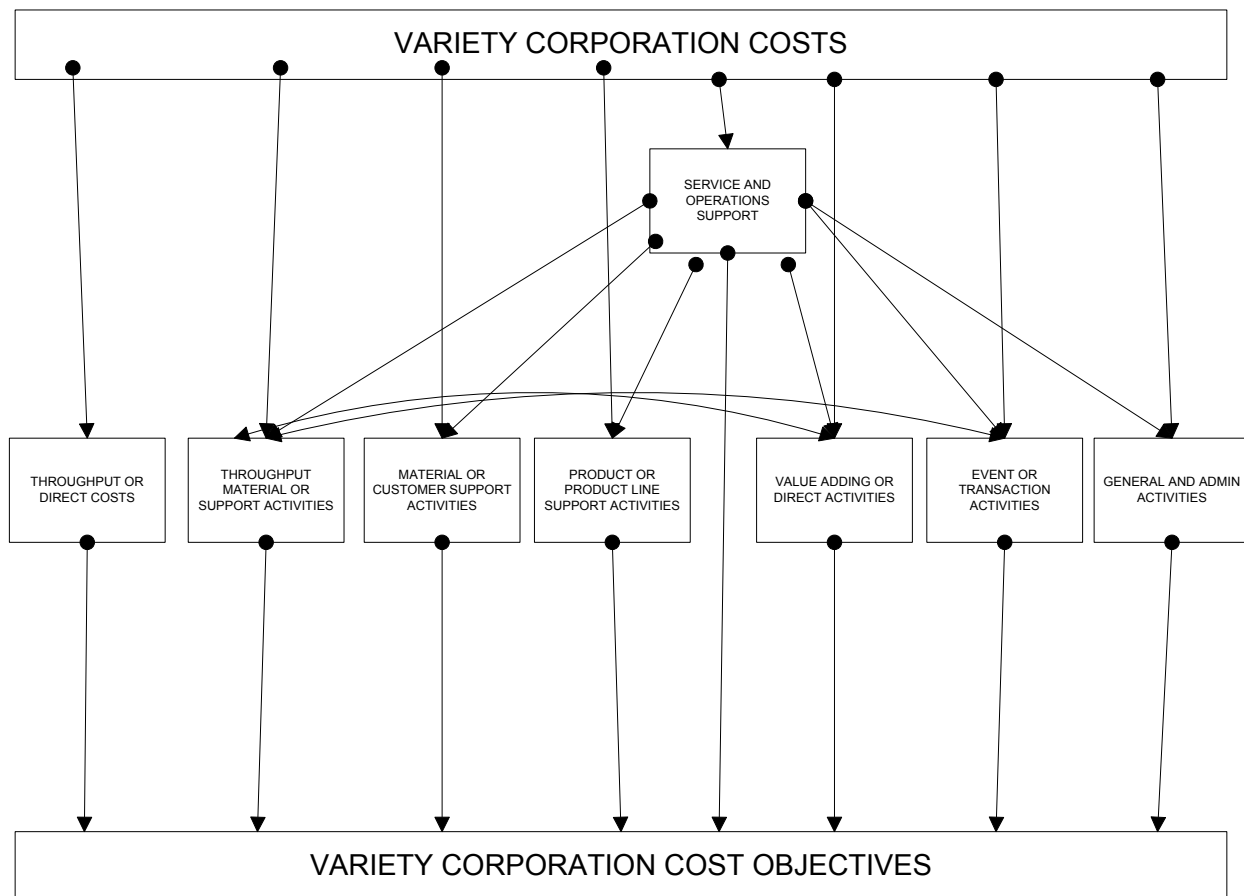 VARIETY CORPORATION COSTS
SERVICE AND
OPERATIONS
SUPPORT
THROUGHPUT OR
DIRECT COSTS
THROUGHPUT
MATERIAL OR
SUPPORT ACTIVITIES
MATERIAL OR
CUSTOMER SUPPORT
ACTIVITIES
PRODUCT OR
PRODUCT LINE
SUPPORT ACTIVITIES
VALUE ADDING OR
DIRECT ACTIVITIES
EVENT OR
TRANSACTION
ACTIVITIES
GENERAL AND ADMIN
ACTIVITIES
VARIETY CORPORATION COST OBJECTIVES